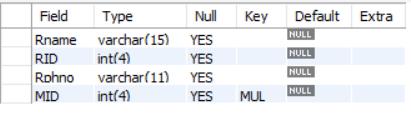 Field Type Null Key Default Extra
Rname varchar(15) YES NULL
RID int(4) YES NULL
Rphno varchar(11) YES NULL
MID int(4) YES MUL NULL